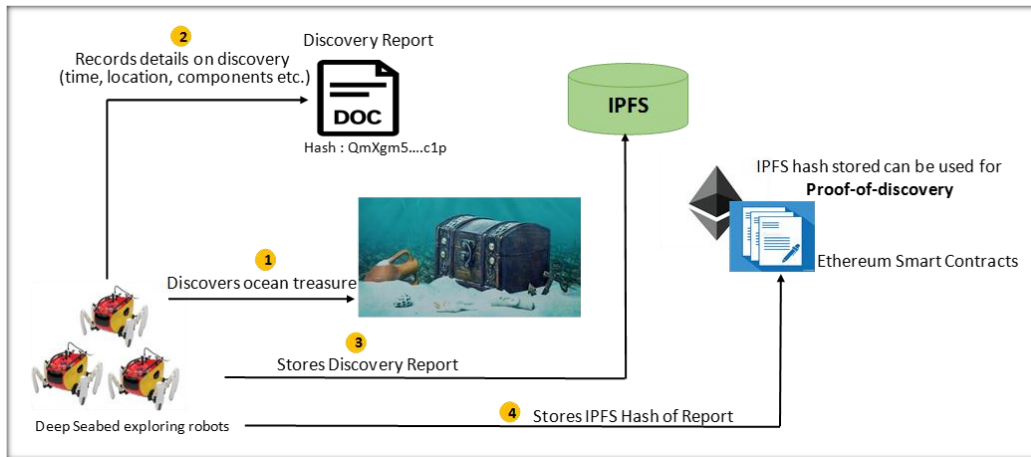 2
Records details on discovery
(time, location, components etc.)
Discovery Report
DOC
Hash : QmXgm5....c1p
IPFS
IPFS hash stored can be used for
Proof-of-discovery
Ethereum Smart Contracts
1
Discovers ocean treasure
3
Stores Discovery Report
4
Stores IPFS Hash of Report
Deep Seabed exploring robots